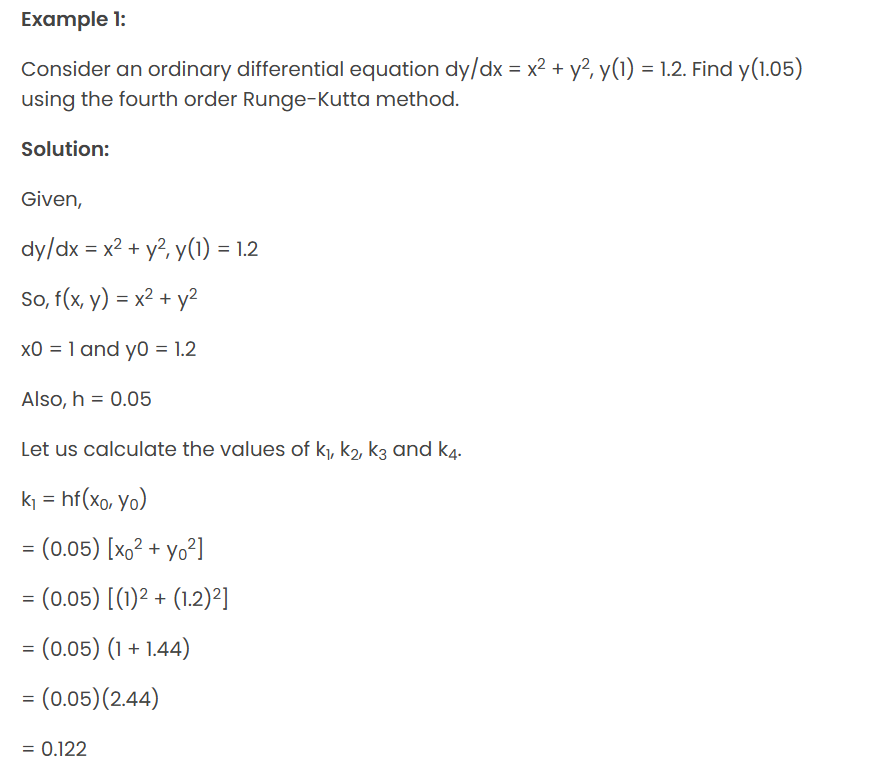 Example 1:
Consider an ordinary differential equation dy/dx = x² + y², y(1) = 1.2. Find y(1.05)
using the fourth order Runge-Kutta method.
Solution:
Given,
dy/dx = x² + y², y(1) = 1.2
So, f(x, y) = x² + y²
x0 = 1 and y0 = 1.2
Also, h = 0.05
Let us calculate the values of k₁, k₂, k₃ and k₄.
k₁ = hf(x₀, y₀)
= (0.05) [x₀² + y₀²]
= (0.05) [(1)² + (1.2)²]
= (0.05) (1 + 1.44)
= (0.05)(2.44)
= 0.122